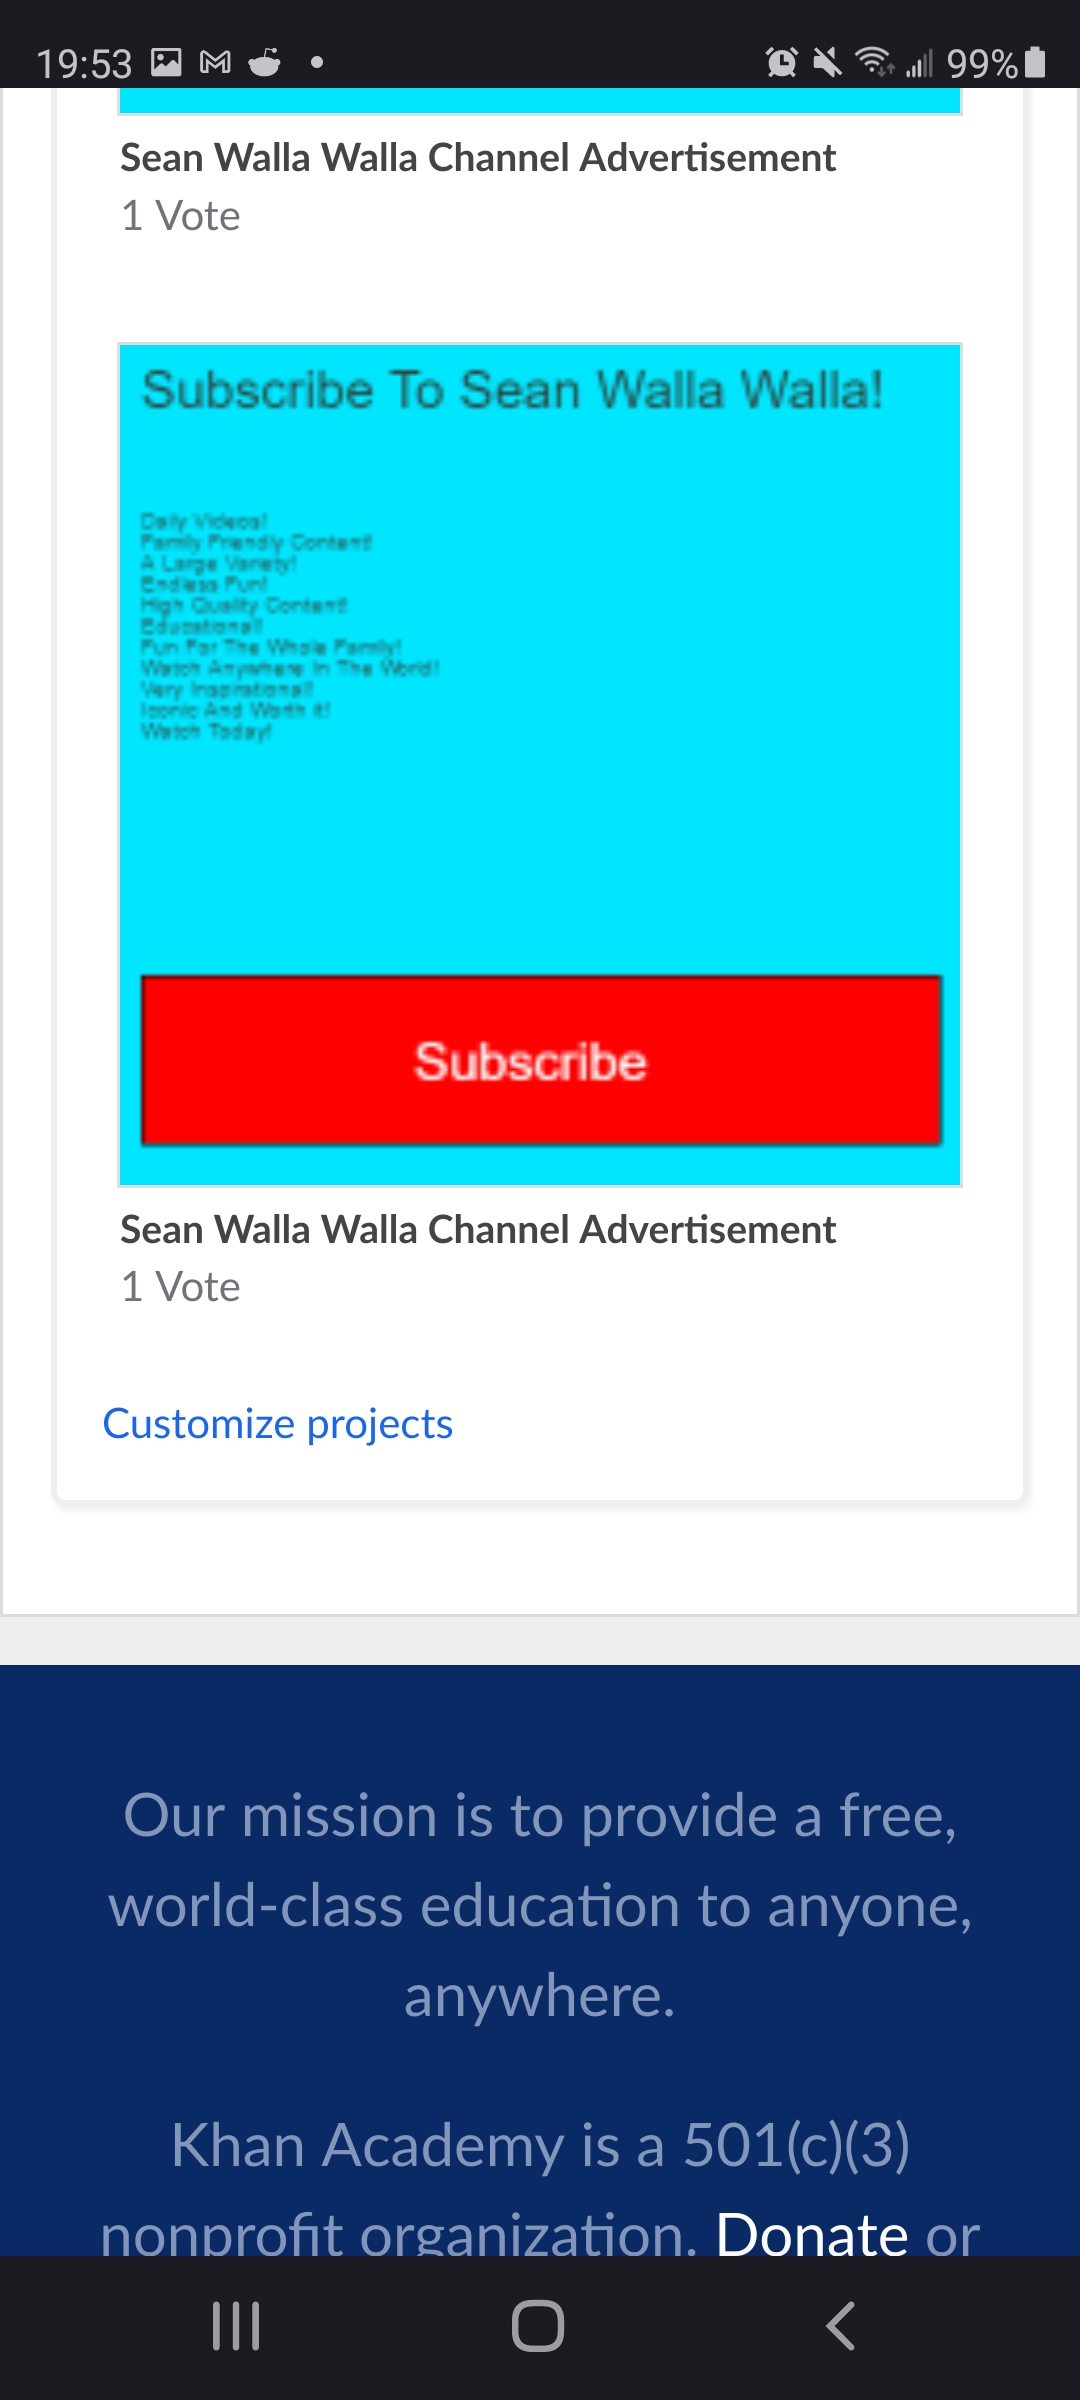 19:53
99%
Sean Walla Walla Channel Advertisement
1 Vote
Subscribe To Sean Walla Walla!
Daily Videos!
Family Friendly Content!
A Large Variety!
Endless Fun!
High Quality Content!
Educational!
Fun For The Whole Family!
Watch Anywhere In The World!
Very Inspirational!
Iconic And Worth It!
Watch Today!
Subscribe
Sean Walla Walla Channel Advertisement
1 Vote
Customize projects
Our mission is to provide a free,
world-class education to anyone,
anywhere.
Khan Academy is a 501(c)(3)
nonprofit organization. Donate or